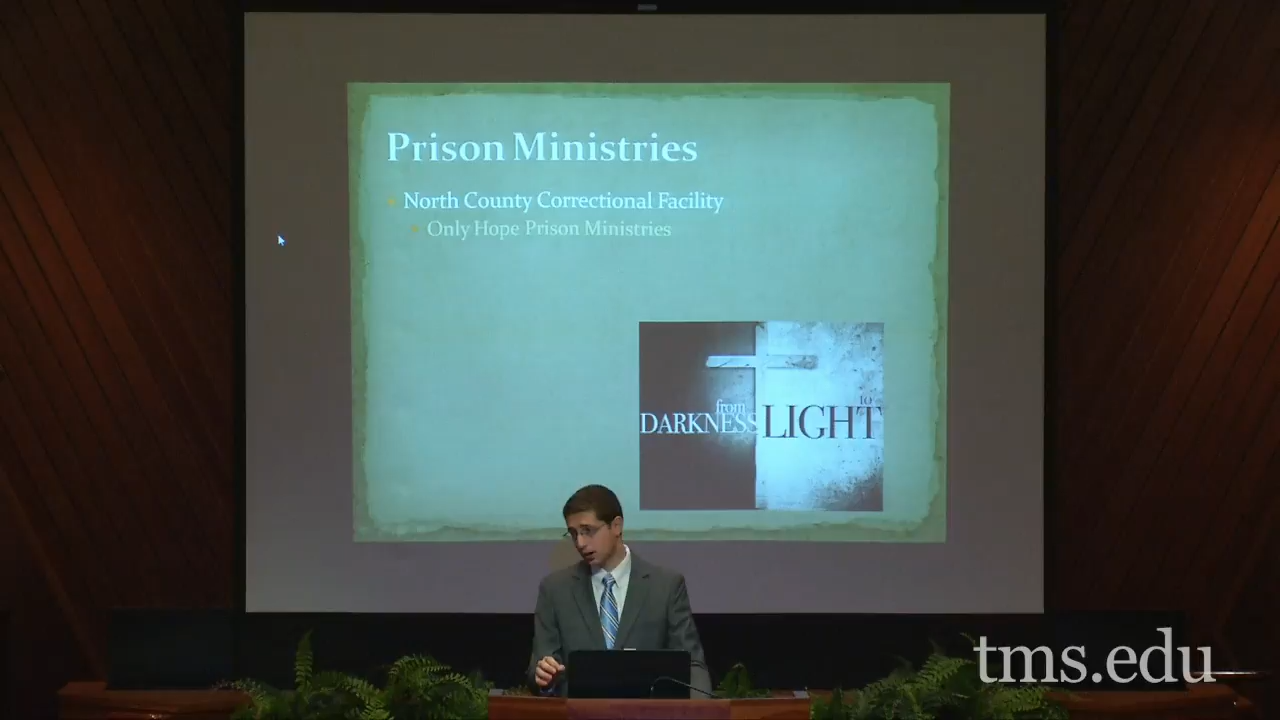 Prison Ministries
North County Correctional Facility
Only Hope Prison Ministries
from
to
DARKNESS LIGHT
tms.edu